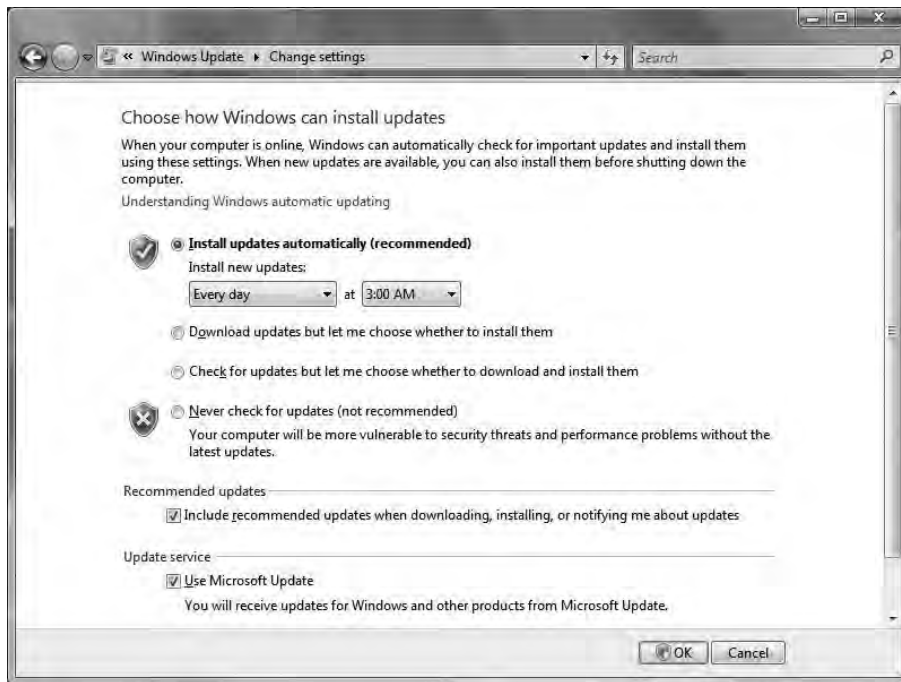 « Windows Update ▸ Change settings
Search
Choose how Windows can install updates
When your computer is online, Windows can automatically check for important updates and install them
using these settings. When new updates are available, you can also install them before shutting down the
computer.
Understanding Windows automatic updating
Install updates automatically (recommended)
Install new updates:
Every day at 3:00 AM
Download updates but let me choose whether to install them
Check for updates but let me choose whether to download and install them
Never check for updates (not recommended)
Your computer will be more vulnerable to security threats and performance problems without the
latest updates.
Recommended updates
Include recommended updates when downloading, installing, or notifying me about updates
Update service
Use Microsoft Update
You will receive updates for Windows and other products from Microsoft Update.
OK Cancel